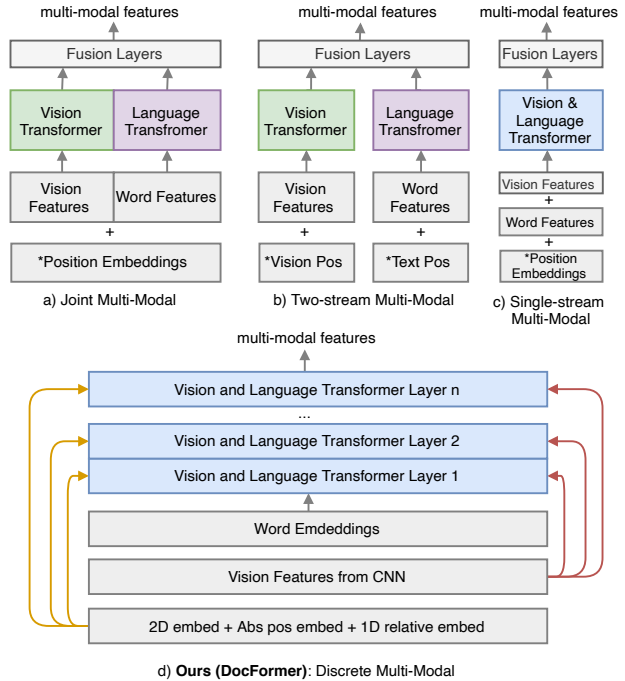 multi-modal features
Fusion Layers
Vision
Transformer
Language
Transfromer
Vision
Features
Word Features
+
*Position Embeddings
a) Joint Multi-Modal
multi-modal features
Fusion Layers
Vision
Transformer
Language
Transfromer
Vision
Features
Word
Features
+
+
*Vision Pos
*Text Pos
b) Two-stream Multi-Modal
multi-modal features
Fusion Layers
Vision &
Language
Transformer
Vision Features
+
Word Features
+
*Position
Embeddings
c) Single-stream
Multi-Modal
multi-modal features
Vision and Language Transformer Layer n
...
Vision and Language Transformer Layer 2
Vision and Language Transformer Layer 1
Word Emdeddings
Vision Features from CNN
2D embed + Abs pos embed + 1D relative embed
d) Ours (DocFormer): Discrete Multi-Modal